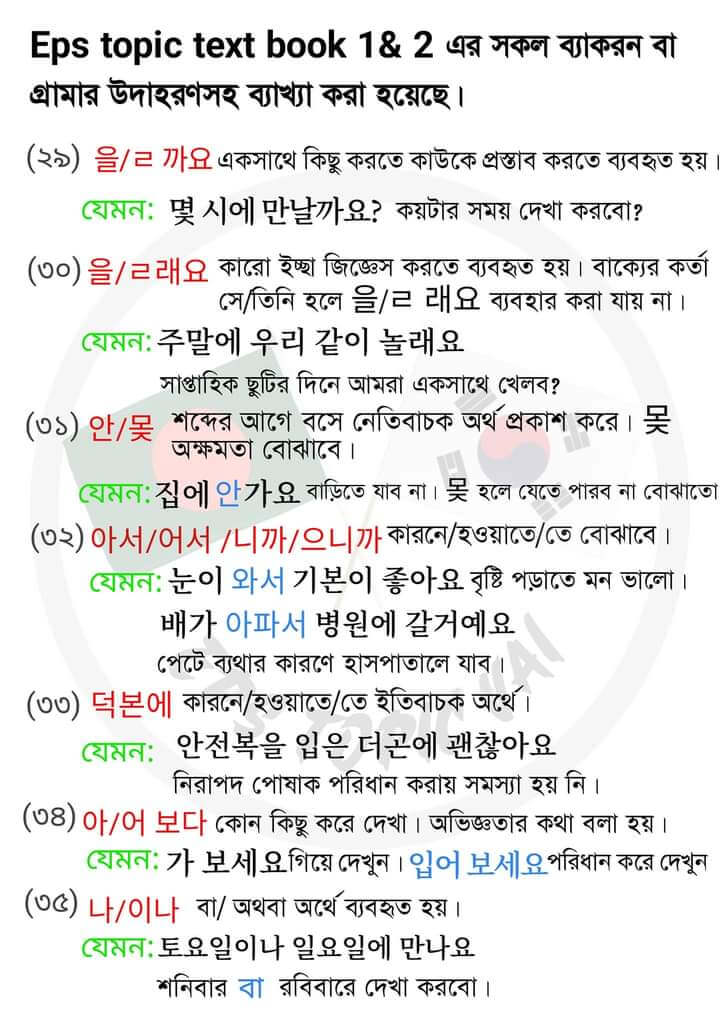 Eps topic text book 1& 2 এর সকল ব্যাকরন বা
গ্রামার উদাহরণসহ ব্যাখ্যা করা হয়েছে।
(২৯) 을/ㄹ 까요 একসাথে কিছু করতে কাউকে প্রস্তাব করতে ব্যবহৃত হয়।
যেমন: 몇 시에 만날까요? কয়টার সময় দেখা করবো?
(৩০) 을/ㄹ래요 কারো ইচ্ছা জিজ্ঞেস করতে ব্যবহৃত হয়। বাক্যের কর্তা
সে/তিনি হলে 을/ㄹ 래요 ব্যবহার করা যায় না।
যেমন: 주말에 우리 같이 놀래요
সাপ্তাহিক ছুটির দিনে আমরা একসাথে খেলব?
(৩১) 안/못 শব্দের আগে বসে নেতিবাচক অর্থ প্রকাশ করে। 못
অক্ষমতা বোঝাবে।
যেমন: 집에 안가요 বাড়িতে যাব না। 못 হলে যেতে পারব না বোঝাতো
(৩২) 아서/어서 /니까/으니까 কারনে/হওয়াতে/তে বোঝাবে।
যেমন: 눈이 와서 기본이 좋아요 বৃষ্টি পড়াতে মন ভালো।
배가 아파서 병원에 갈거예요
পেটে ব্যথার কারণে হাসপাতালে যাব।
(৩৩) 덕본에 কারনে/হওয়াতে/তে ইতিবাচক অর্থে।
যেমন: 안전복을 입은 더곤에 괜찮아요
নিরাপদ পোষাক পরিধান করায় সমস্যা হয় নি।
(৩৪) 아/어 보다 কোন কিছু করে দেখা। অভিজ্ঞতার কথা বলা হয়।
যেমন: 가 보세요 গিয়ে দেখুন। 입어 보세요 পরিধান করে দেখুন
(৩৫) 나/이나 বা/ অথবা অর্থে ব্যবহৃত হয়।
যেমন: 토요일이나 일요일에 만나요
শনিবার বা রবিবারে দেখা করবো।